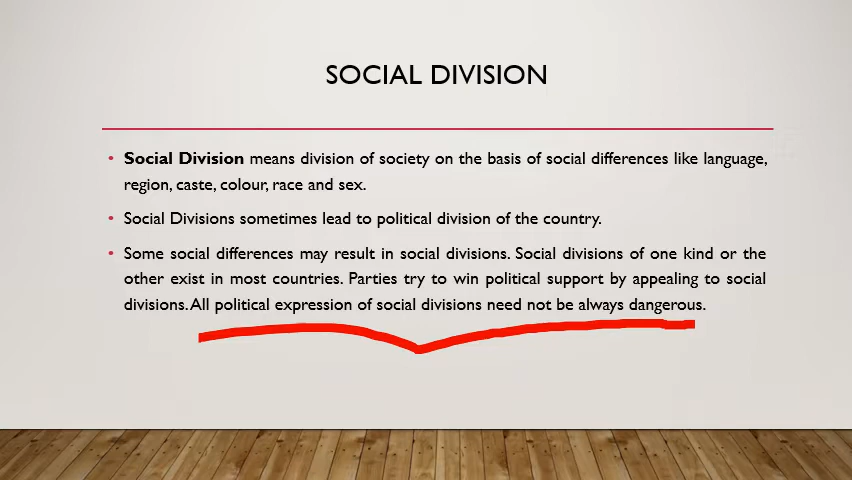 SOCIAL DIVISION
• Social Division means division of society on the basis of social differences like language,
region, caste, colour, race and sex.
• Social Divisions sometimes lead to political division of the country.
• Some social differences may result in social divisions. Social divisions of one kind or the
other exist in most countries. Parties try to win political support by appealing to social
divisions. All political expression of social divisions need not be always dangerous.